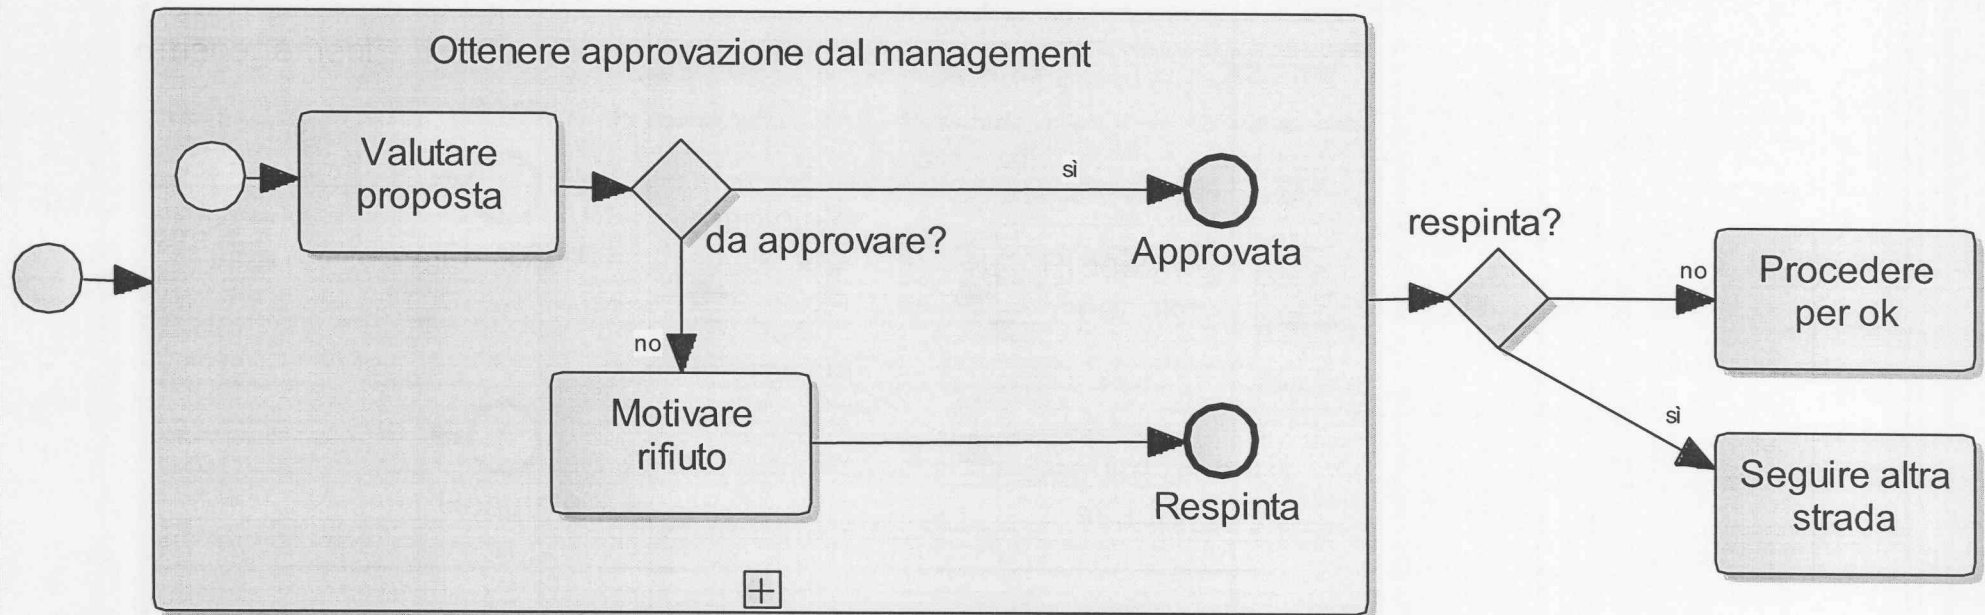 Ottenere approvazione dal management
Valutare
proposta
da approvare?
sì
Approvata
no
Motivare
rifiuto
Respinta
respinta?
no
Procedere
per ok
sì
Seguire altra
strada